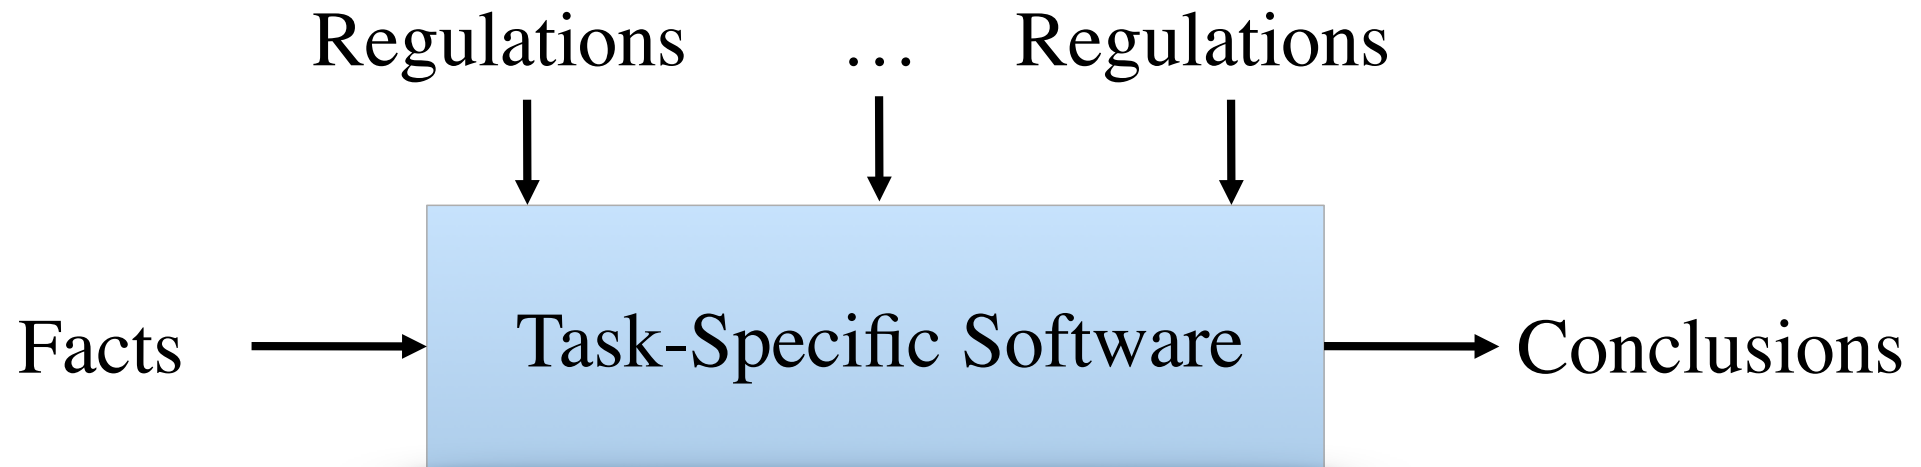 Regulations … Regulations
Facts
Task-Specific Software
Conclusions